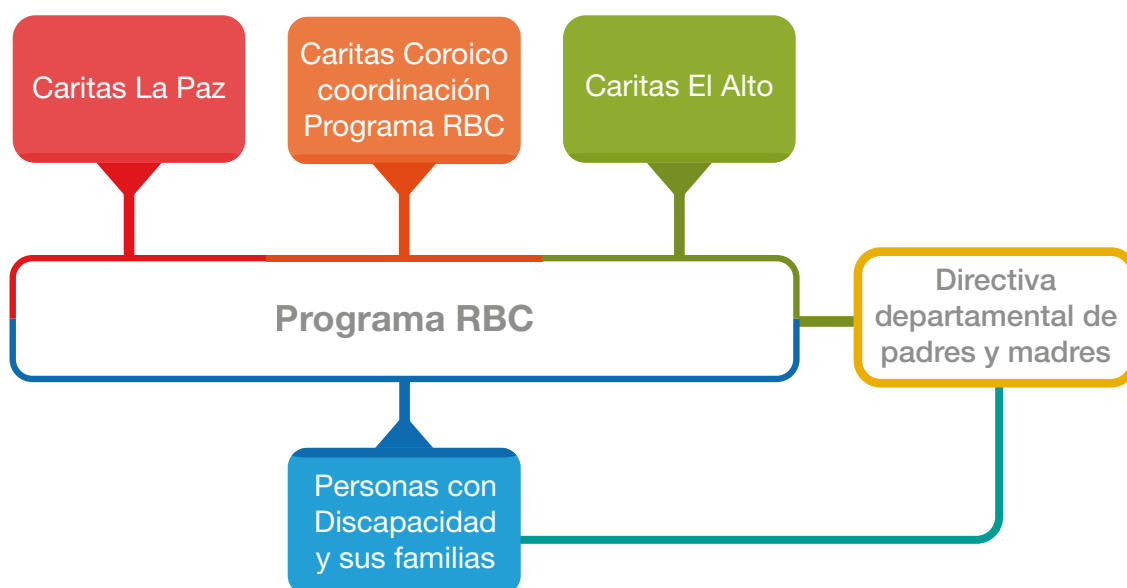 Caritas La Paz
Caritas Coroico
coordinación
Programa RBC
Caritas El Alto
Programa RBC
Directiva
departamental de
padres y madres
Personas con
Discapacidad
y sus familias